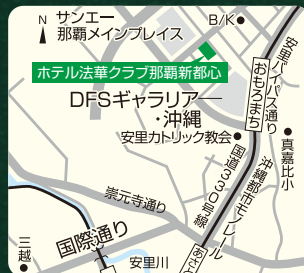 N
サンエー
那覇メインプレイス
B/K
ホテル法華クラブ那覇新都心
DFSギャラリア
・沖縄
安里カトリック教会
おもろまち
安里バイパス通り
真嘉比小
国道330号線
沖縄都市モノレール
崇元寺通り
国際通り
三越
安里川
あさと